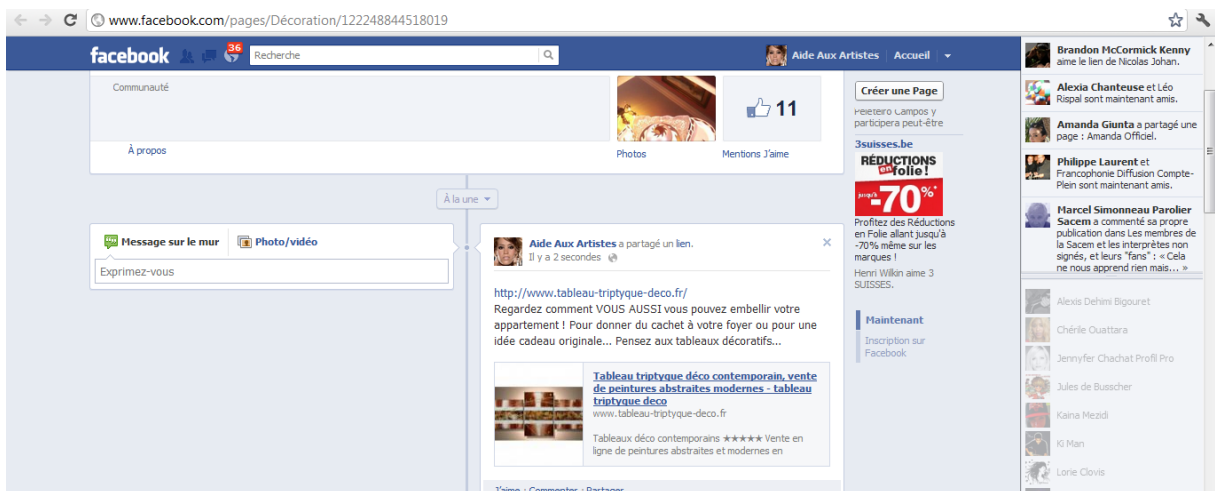 www.facebook.com/pages/Décoration/122248844518019
facebook
36
Recherche
Aide Aux Artistes
Accueil
Communauté
À propos
Photos
11
Mentions J'aime
À la une
Message sur le mur
Photo/vidéo
Exprimez-vous
Aide Aux Artistes a partagé un lien.
Il y a 2 secondes
http://www.tableau-triptyque-deco.fr/
Regardez comment VOUS AUSSI vous pouvez embellir votre
appartement ! Pour donner du cachet à votre foyer ou pour une
idée cadeau originale... Pensez aux tableaux décoratifs...
Tableau triptyque déco contemporain, vente
de peintures abstraites modernes - tableau
triptyque deco
www.tableau-triptyque-deco.fr
Tableaux déco contemporains ★★★★★ Vente en
ligne de peintures abstraites et modernes en
J'aime · Commenter · Partager
Créer une Page
Peleteiro Campos y
participera peut-être
3suisses.be
RÉDUCTIONS
en folie !
jusqu'à
-70%*
Profitez des Réductions
en Folie allant jusqu'à
-70% même sur les
marques !
Henri Wilkin aime 3
SUISSES.
Maintenant
Inscription sur
Facebook
Brandon McCormick Kenny
aime le lien de Nicolas Johan.
Alexia Chanteuse et Léo
Rispal sont maintenant amis.
Amanda Giunta a partagé une
page : Amanda Officiel.
Philippe Laurent et
Francophonie Diffusion Compte-
Plein sont maintenant amis.
Marcel Simonneau Parolier
Sacem a commenté sa propre
publication dans Les membres de
la Sacem et les interprètes non
signés, et leurs "fans" : « Cela
ne nous apprend rien mais... »
Alexis Dehimi Bigouret
Chérile Ouattara
Jennyfer Chachat Profil Pro
Jules de Busscher
Kaina Mezidi
Ki Man
Lorie Clovis